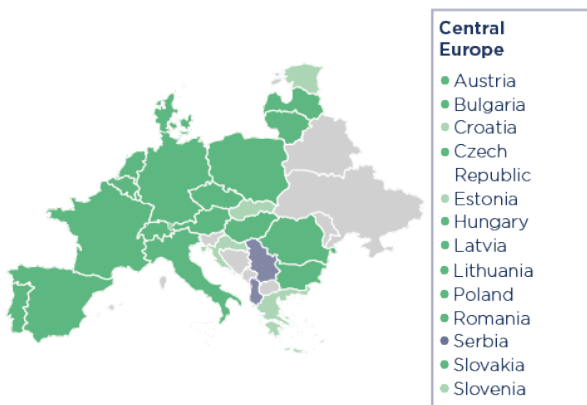 Central
Europe
Austria
Bulgaria
Croatia
Czech
Republic
Estonia
Hungary
Latvia
Lithuania
Poland
Romania
Serbia
Slovakia
Slovenia